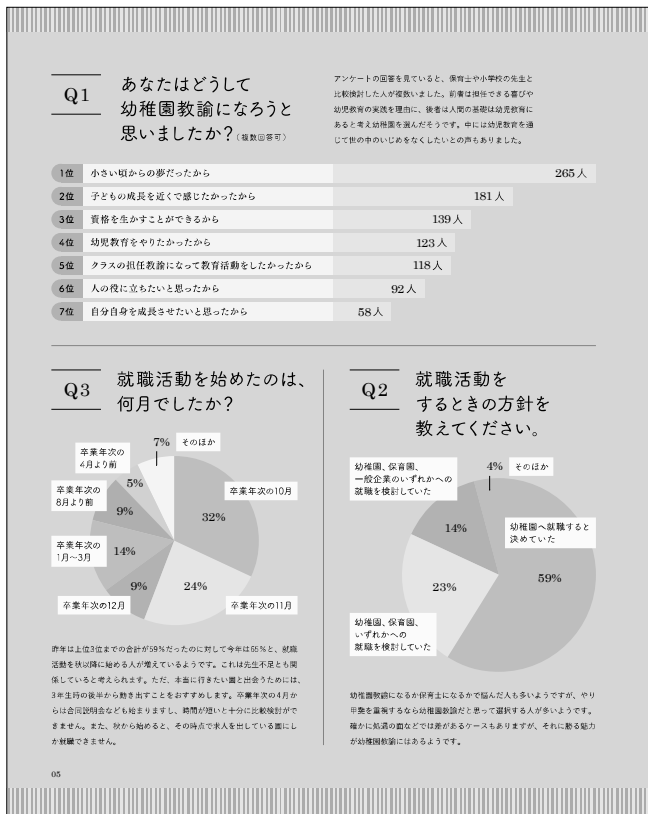 Q1
あなたはどうして
幼稚園教諭になろうと
思いましたか?(複数回答可)
アンケートの回答を見ていると、保育士や小学校の先生と
比較検討した人が複数いました。前者は担任できる喜びや
幼児教育の実践を理由に、後者は人間の基礎は幼児教育に
あると考え幼稚園を選んだそうです。中には幼児教育を通
じて世の中のいじめをなくしたいとの声もありました。
1位 小さい頃からの夢だったから 265人
2位 子どもの成長を近くで感じたかったから 181人
3位 資格を生かすことができるから 139人
4位 幼児教育をやりたかったから 123人
5位 クラスの担任教諭になって教育活動をしたかったから 118人
6位 人の役に立ちたいと思ったから 92人
7位 自分自身を成長させたいと思ったから 58人
Q3
就職活動を始めたのは、
何月でしたか?
7% そのほか
卒業年次の
4月より前
5%
卒業年次の
8月より前
9%
卒業年次の10月
32%
卒業年次の
1月〜3月
14%
卒業年次の12月
9%
24%
卒業年次の11月
昨年は上位3位までの合計が59%だったのに対して今年は65%と、就職
活動を秋以降に始める人が増えているようです。これは先生不足とも関
係していると考えられます。ただ、本当に行きたい園と出会うためには、
3年生時の後半から動き出すことをおすすめします。卒業年次の4月か
らは合同説明会なども始まりますし、時間が短いと十分に比較検討がで
きません。また、秋から始めると、その時点で求人を出している園にし
か就職できません。
Q2
就職活動を
するときの方針を
教えてください。
4% そのほか
幼稚園、保育園、
一般企業のいずれかへの
就職を検討していた
14%
幼稚園へ就職すると
決めていた
59%
23%
幼稚園、保育園、
いずれかへの
就職を検討していた
幼稚園教諭になるか保育士になるかで悩んだ人も多いようですが、やり
甲斐を重視するなら幼稚園教諭だと思って選択する人が多いようです。
確かに処遇の面などでは差があるケースもありますが、それに勝る魅力
が幼稚園教諭にはあるようです。
05